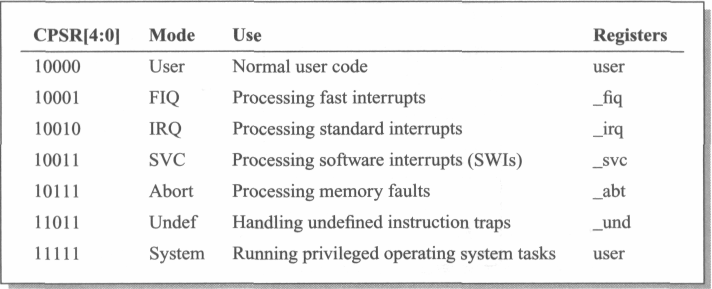 CPSR[4:0] Mode Use Registers
10000 User Normal user code user
10001 FIQ Processing fast interrupts _fiq
10010 IRQ Processing standard interrupts _irq
10011 SVC Processing software interrupts (SWIs) _svc
10111 Abort Processing memory faults _abt
11011 Undef Handling undefined instruction traps _und
11111 System Running privileged operating system tasks user